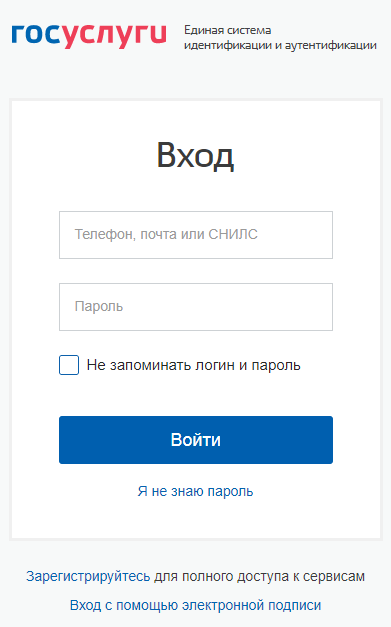 госуслуги
Единая система
идентификации и аутентификации
Вход
Телефон, почта или СНИЛС
Пароль
Не запоминать логин и пароль
Войти
Я не знаю пароль
Зарегистрируйтесь для полного доступа к сервисам
Вход с помощью электронной подписи